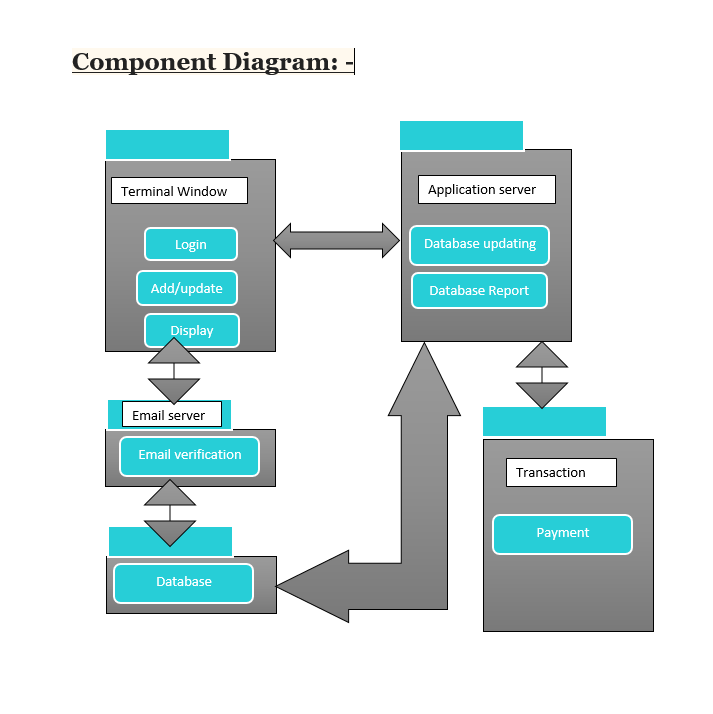 Component Diagram: -
Terminal Window
Login
Add/update
Display
Application server
Database updating
Database Report
Email server
Email verification
Database
Transaction
Payment